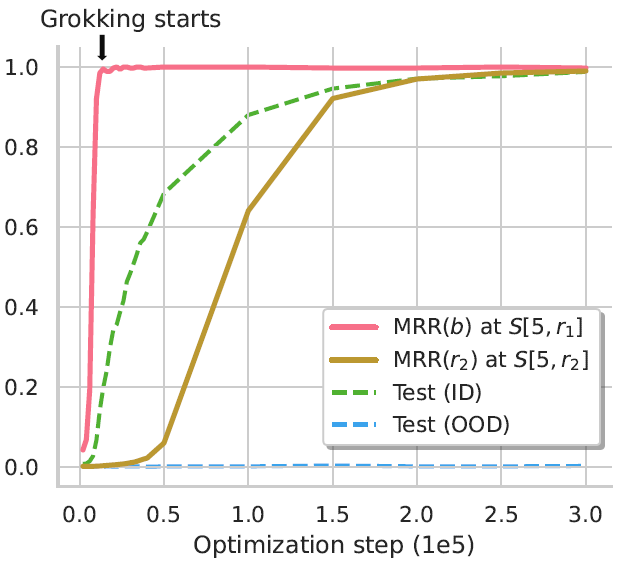 Grokking starts
1.0
0.8
0.6
0.4
0.2
0.0
MRR(b) at S[5, r₁]
MRR(r₂) at S[5, r₂]
Test (ID)
Test (OOD)
0.0 0.5 1.0 1.5 2.0 2.5 3.0
Optimization step (1e5)